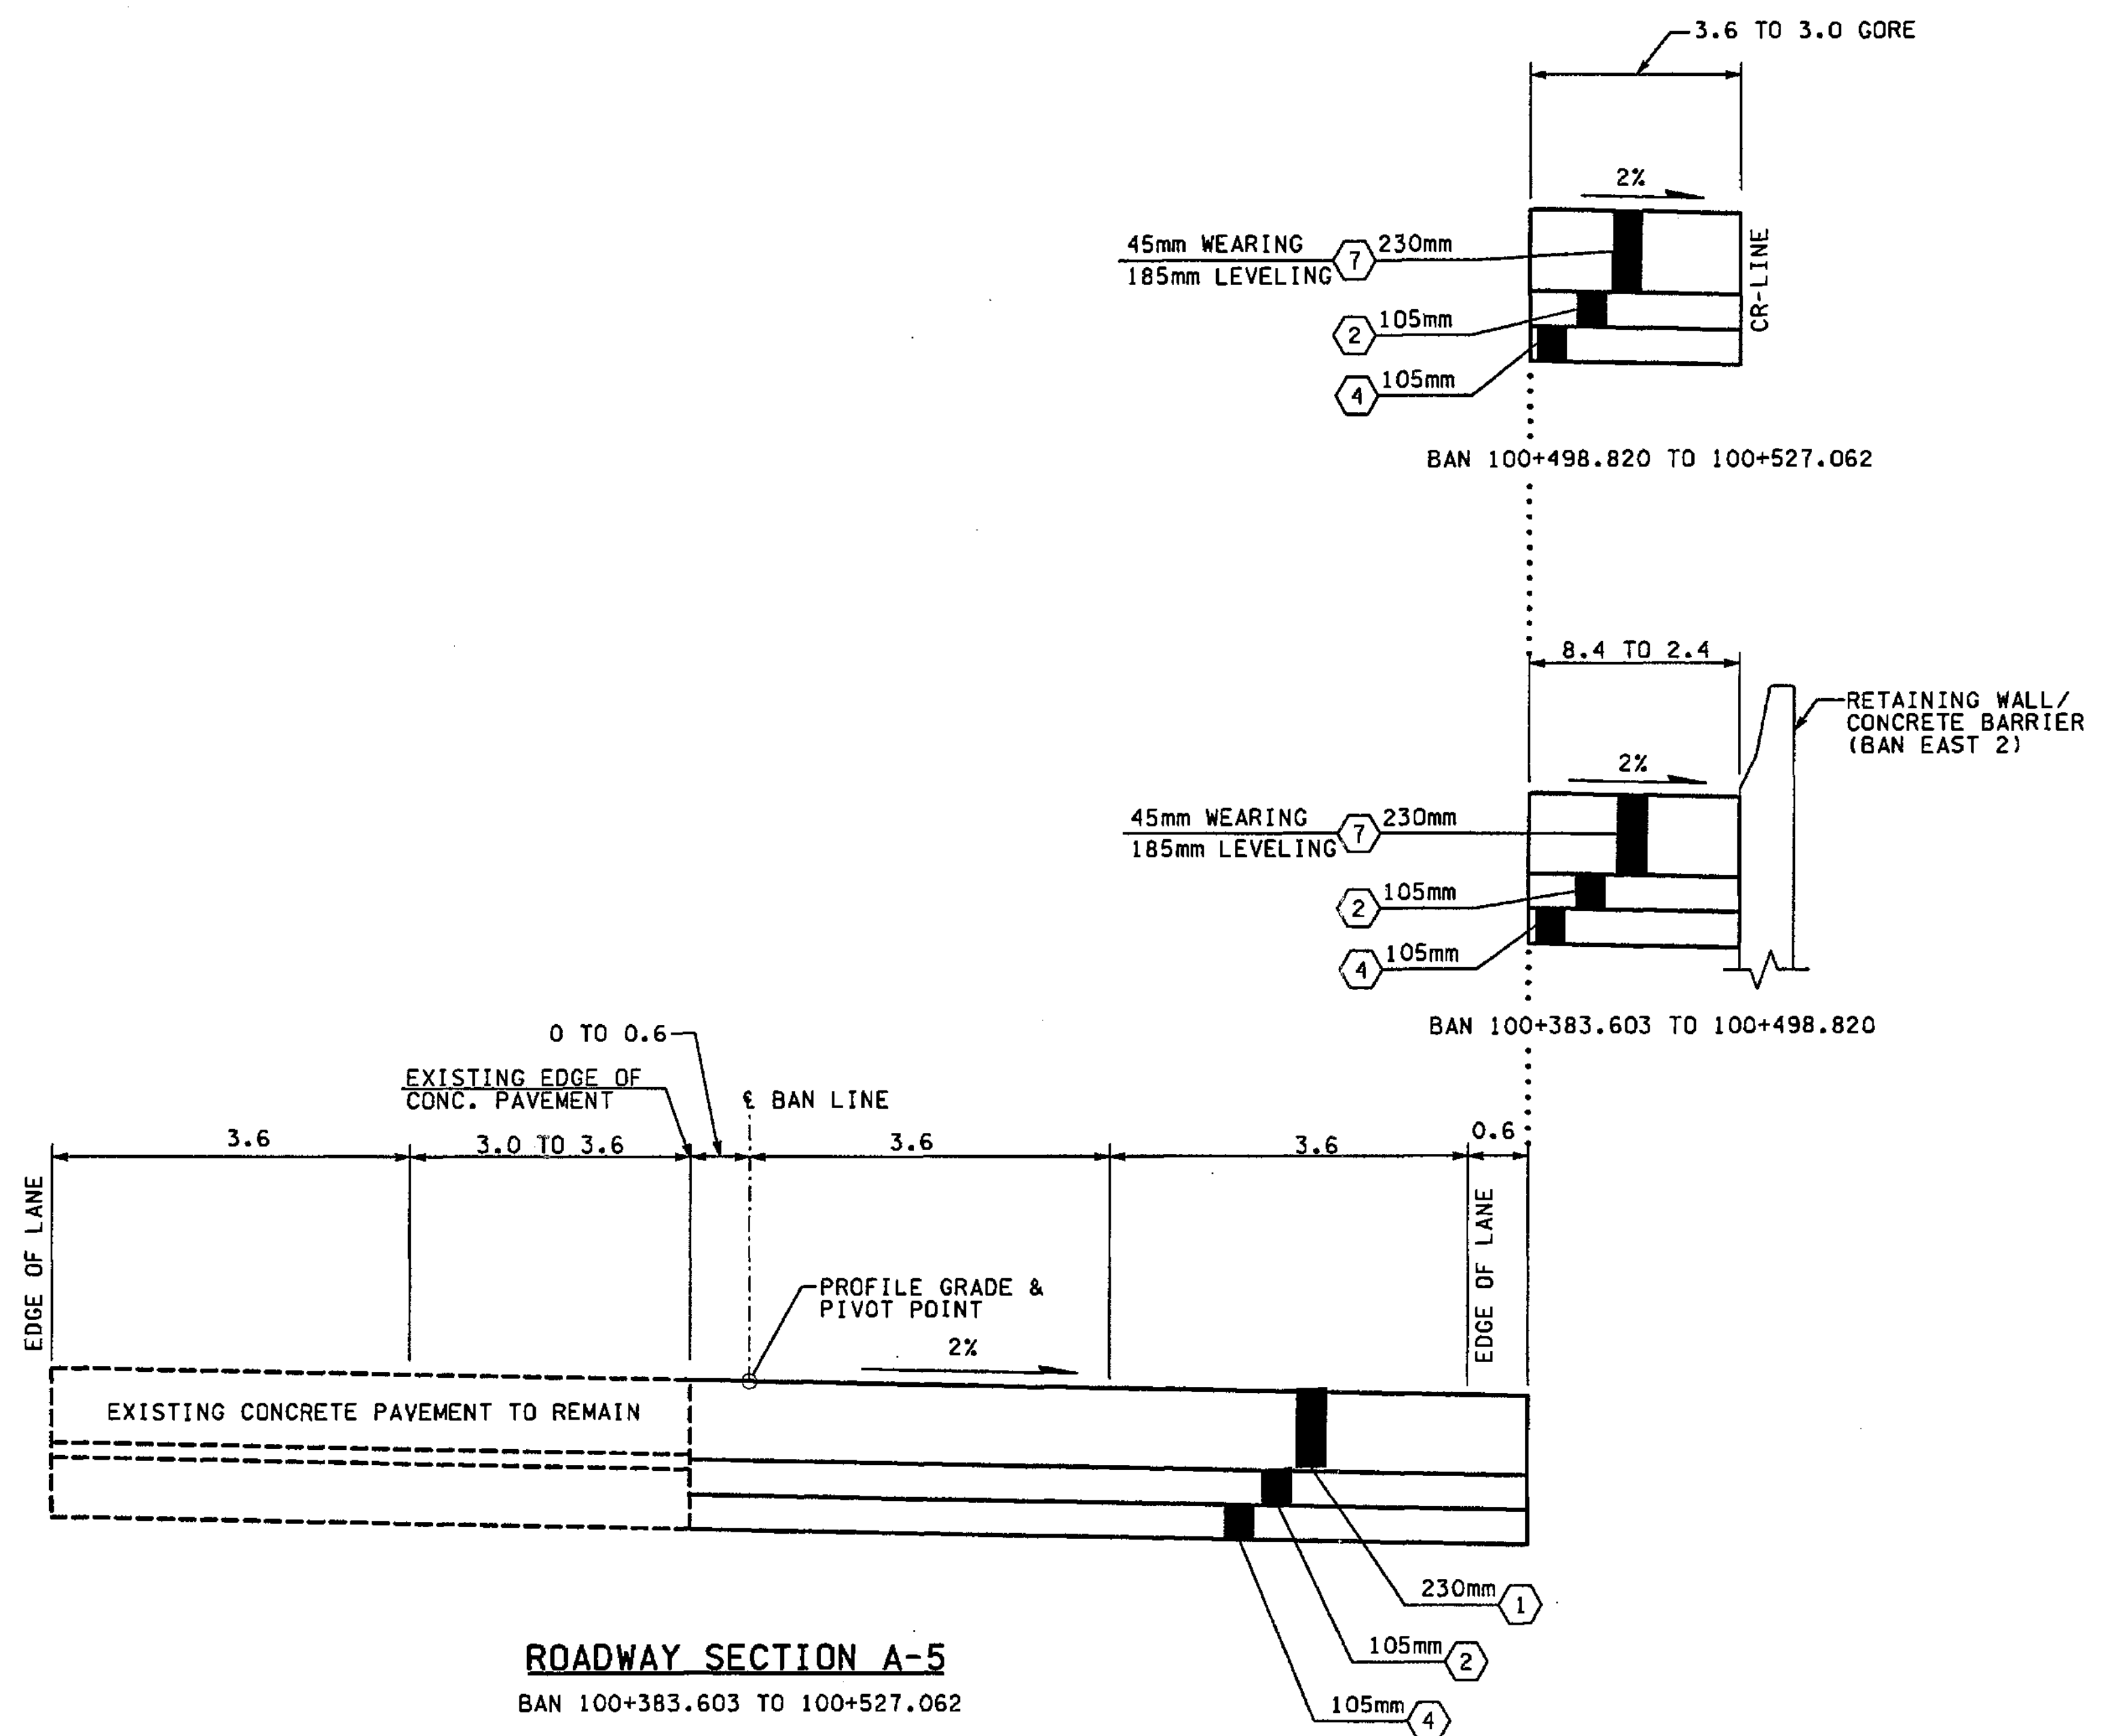 3.6 TO 3.0 GORE
2%
45mm WEARING
185mm LEVELING
7
230mm
2
105mm
4
105mm
CR-LINE
BAN 100+498.820 TO 100+527.062
8.4 TO 2.4
RETAINING WALL/
CONCRETE BARRIER
(BAN EAST 2)
2%
45mm WEARING
185mm LEVELING
7
230mm
2
105mm
4
105mm
BAN 100+383.603 TO 100+498.820
0 TO 0.6
EXISTING EDGE OF
CONC. PAVEMENT
℄ BAN LINE
3.6
3.0 TO 3.6
3.6
3.6
0.6
EDGE OF LANE
EDGE OF LANE
PROFILE GRADE &
PIVOT POINT
2%
EXISTING CONCRETE PAVEMENT TO REMAIN
230mm
1
105mm
2
105mm
4
ROADWAY SECTION A-5
BAN 100+383.603 TO 100+527.062